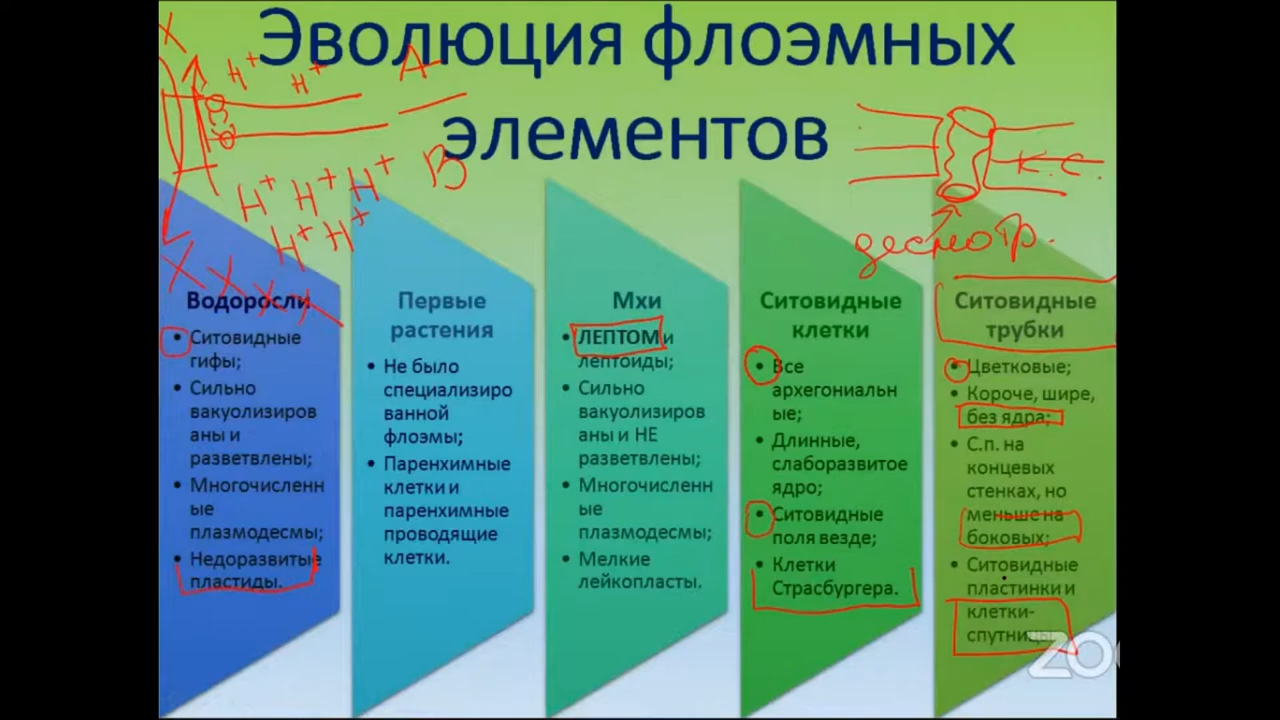 Эволюция флоэмных
элементов
X
H⁺ H⁺ A
H⁺ H⁺ H⁺ B
H⁺ H⁺
X X X X
К.С.
десмотр.
Водоросли
• Ситовидные
гифы;
• Сильно
вакуолизиров
аны и
разветвлены;
• Многочисленн
ые
плазмодесмы;
• Недоразвитые
пластиды.
Первые
растения
• Не было
специализиро
ванной
флоэмы;
• Паренхимные
клетки и
паренхимные
проводящие
клетки.
Мхи
• ЛЕПТОМ и
лептоиды;
• Сильно
вакуолизиров
аны и НЕ
разветвлены;
• Многочисленн
ые
плазмодесмы;
• Мелкие
лейкопласты.
Ситовидные
клетки
• Все
архегониальн
ые;
• Длинные,
слаборазвитое
ядро;
• Ситовидные
поля везде;
• Клетки
Страсбургера.
Ситовидные
трубки
• Цветковые;
• Короче, шире,
без ядра;
• С.п. на
концевых
стенках, но
меньше на
боковых;
• Ситовидные
пластинки и
клетки-
спутницы.